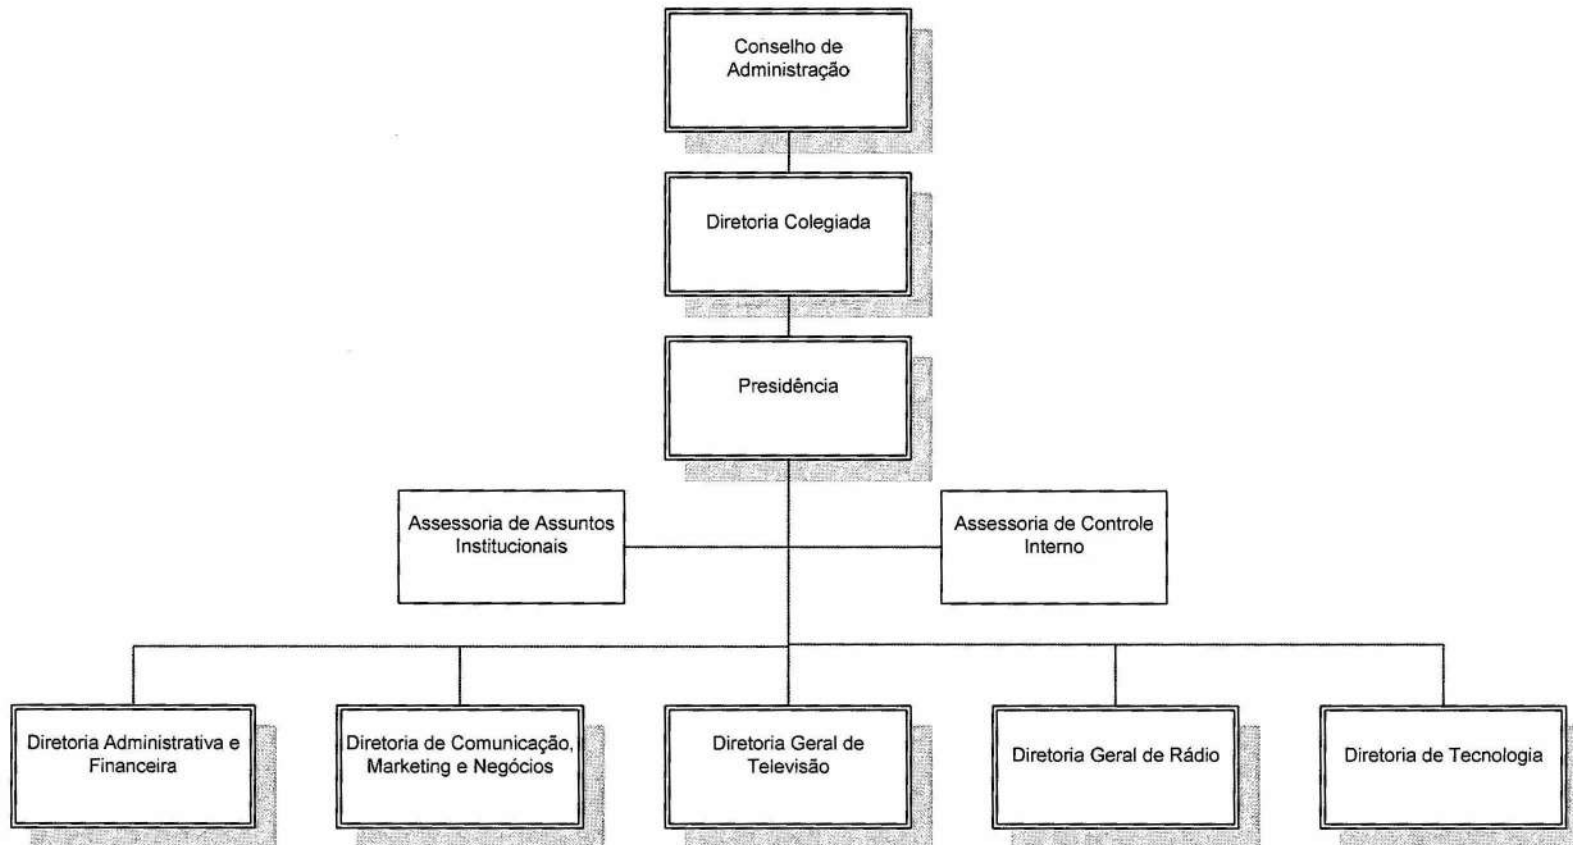 Conselho de
Administração
Diretoria Colegiada
Presidência
Assessoria de Assuntos
Institucionais
Assessoria de Controle
Interno
Diretoria Administrativa e
Financeira
Diretoria de Comunicação,
Marketing e Negócios
Diretoria Geral de
Televisão
Diretoria Geral de Rádio
Diretoria de Tecnologia